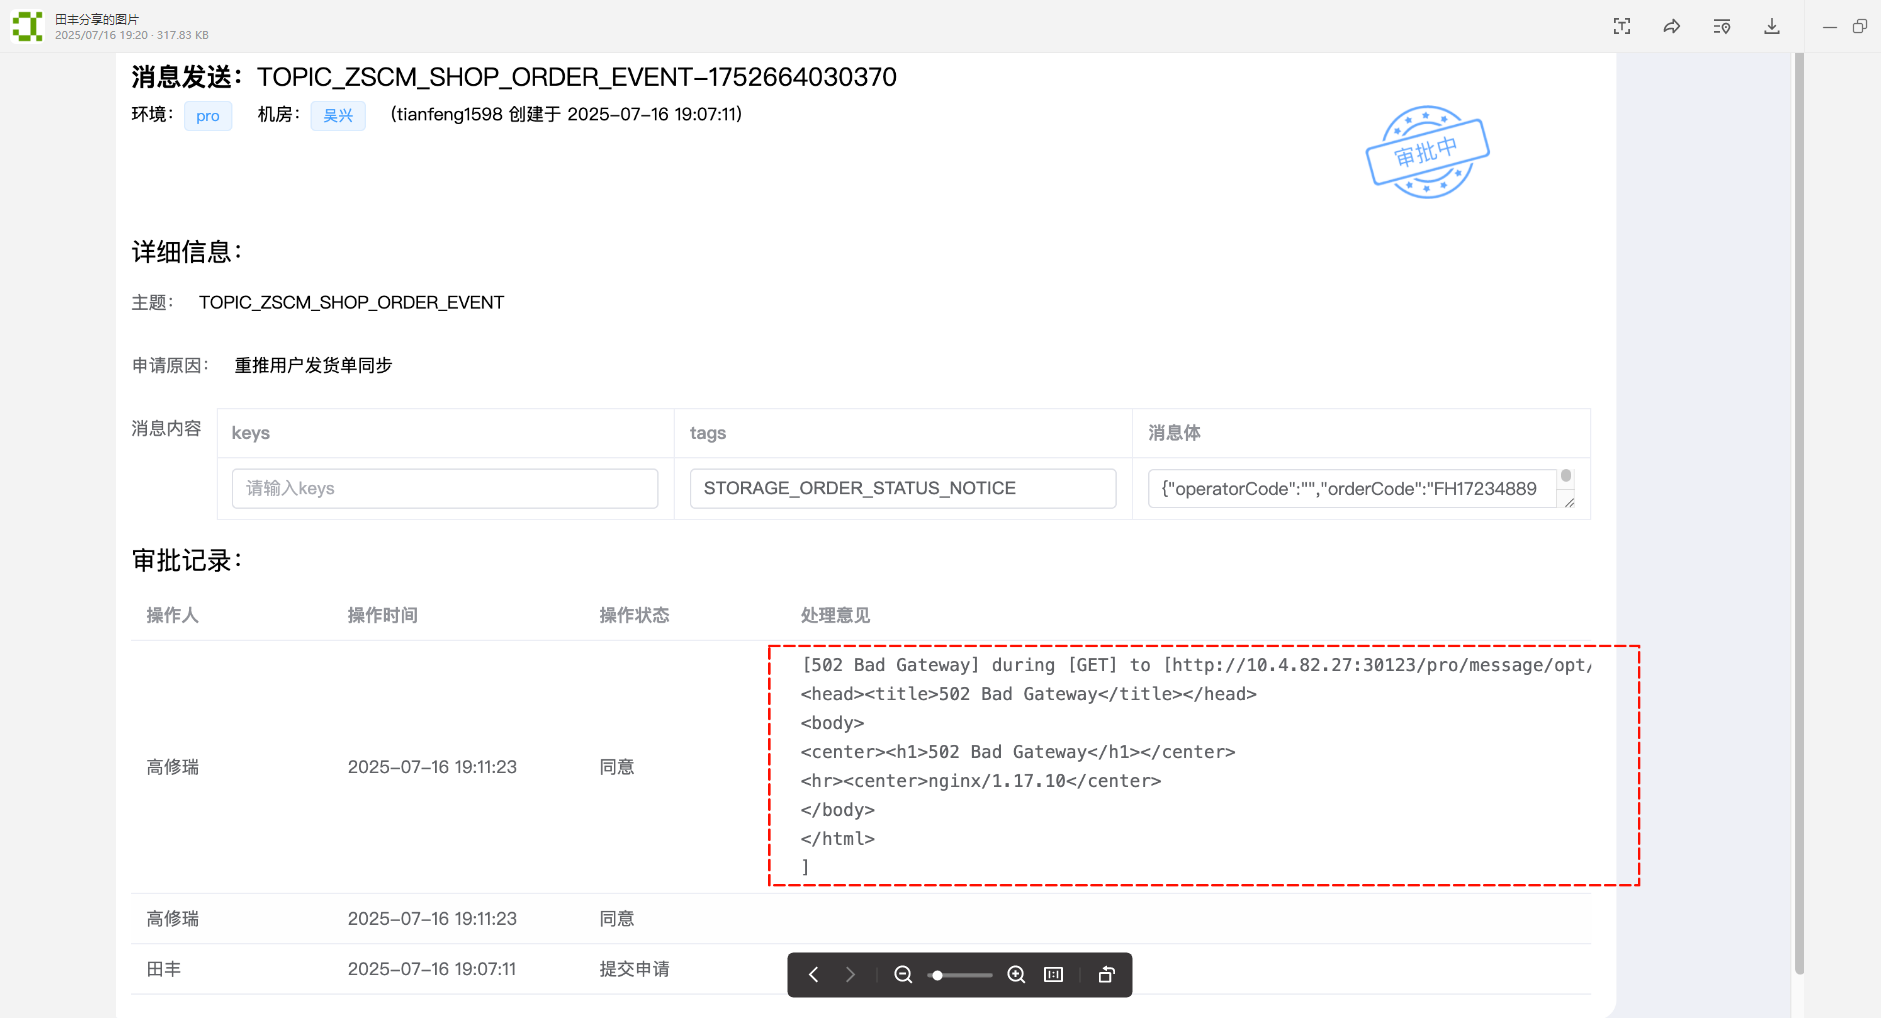 田丰分享的图片
2025/07/16 19:20 · 317.83 KB
消息发送：TOPIC_ZSCM_SHOP_ORDER_EVENT-1752664030370
环境： pro 机房： 吴兴 (tianfeng1598 创建于 2025-07-16 19:07:11)
审批中
详细信息：
主题： TOPIC_ZSCM_SHOP_ORDER_EVENT
申请原因： 重推用户发货单同步
消息内容 keys tags 消息体
请输入keys STORAGE_ORDER_STATUS_NOTICE {"operatorCode":"","orderCode":"FH17234889
审批记录：
操作人 操作时间 操作状态 处理意见
[502 Bad Gateway] during [GET] to [http://10.4.82.27:30123/pro/message/opt/
<head><title>502 Bad Gateway</title></head>
<body>
<center><h1>502 Bad Gateway</h1></center>
<hr><center>nginx/1.17.10</center>
</body>
</html>
]
高修瑞 2025-07-16 19:11:23 同意
高修瑞 2025-07-16 19:11:23 同意
田丰 2025-07-16 19:07:11 提交申请